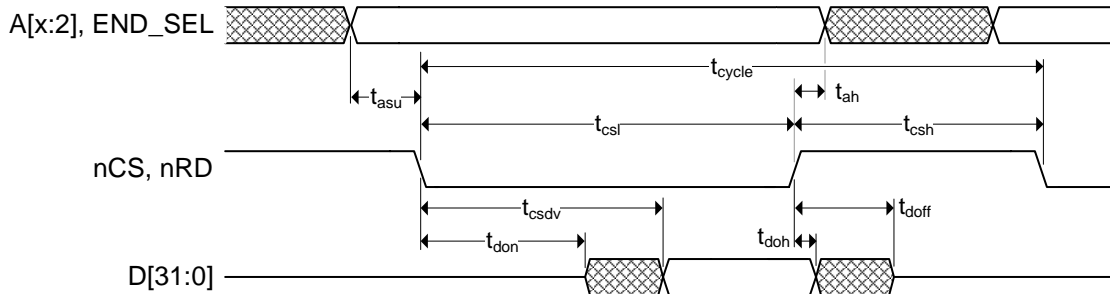 A[x:2], END_SEL
tcycle
tasu
tah
tcsl
tcsh
nCS, nRD
tcsdv
tdoff
tdon
tdoh
D[31:0]